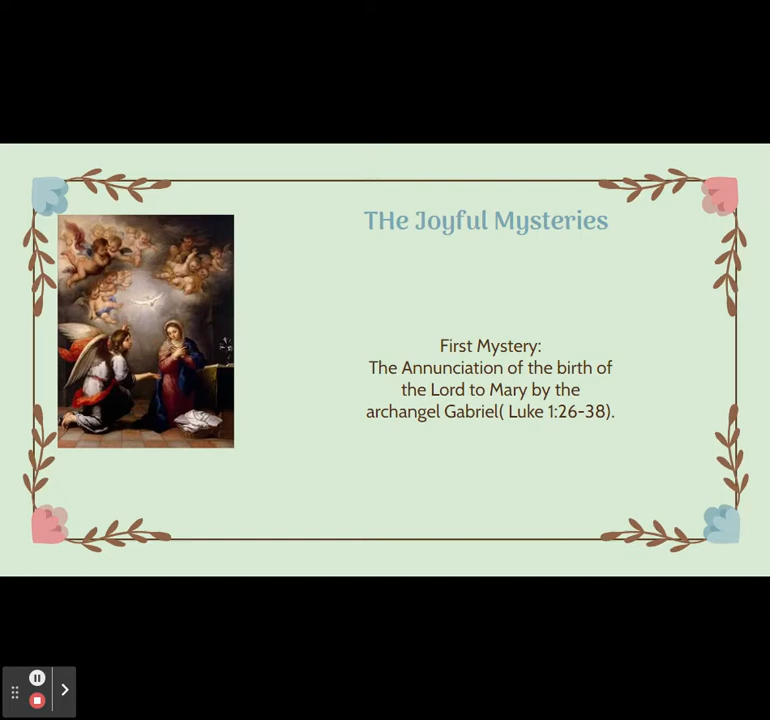 THe Joyful Mysteries
First Mystery:
The Annunciation of the birth of
the Lord to Mary by the
archangel Gabriel( Luke 1:26-38).